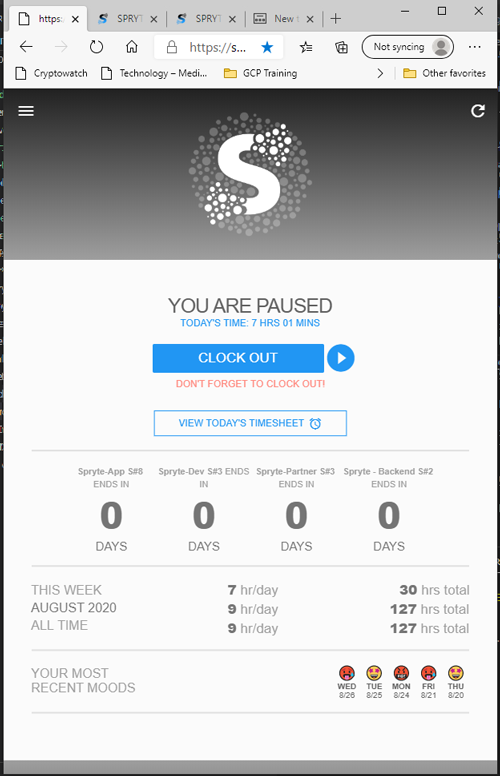 https:
SPRYT
SPRYT
New t
https://s...
Not syncing
Cryptowatch
Technology – Medi...
GCP Training
Other favorites
S
YOU ARE PAUSED
TODAY'S TIME: 7 HRS 01 MINS
CLOCK OUT
DON'T FORGET TO CLOCK OUT!
VIEW TODAY'S TIMESHEET
Spryte-App S#8 ENDS IN
0
DAYS
Spryte-Dev S#3 ENDS IN
0
DAYS
Spryte-Partner S#3 ENDS IN
0
DAYS
Spryte - Backend S#2 ENDS IN
0
DAYS
THIS WEEK 7 hr/day 30 hrs total
AUGUST 2020 9 hr/day 127 hrs total
ALL TIME 9 hr/day 127 hrs total
YOUR MOST
RECENT MOODS
WED TUE MON FRI THU
8/26 8/25 8/24 8/21 8/20